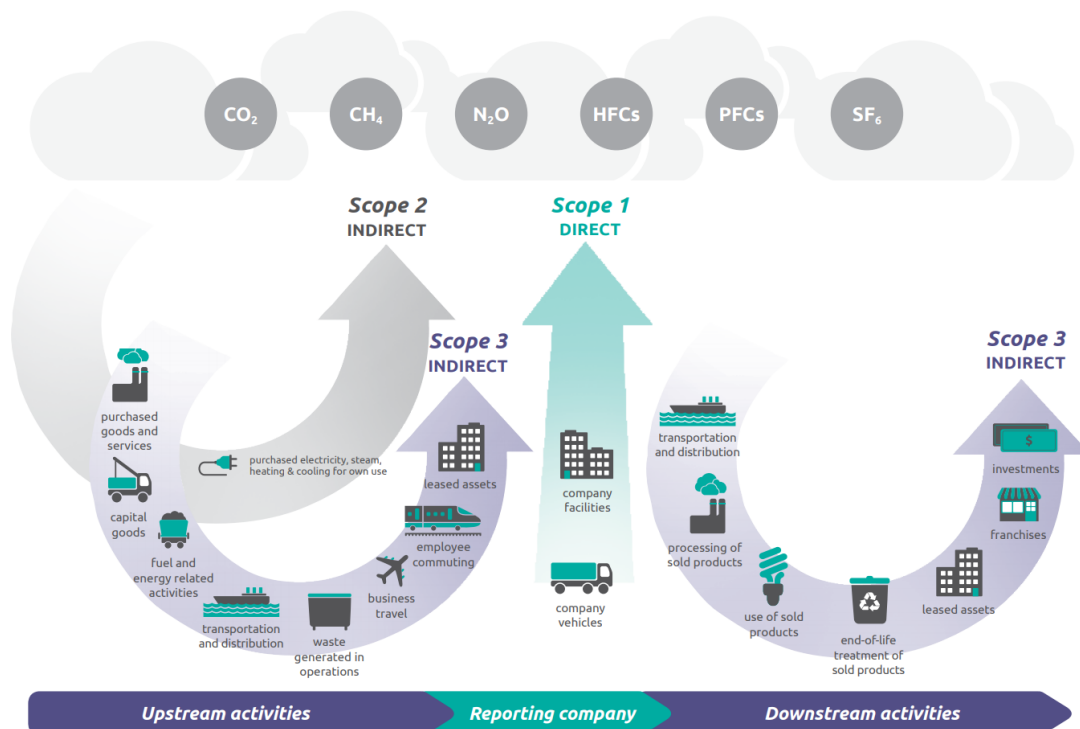 CO₂
CH₄
N₂O
HFCs
PFCs
SF₆
Scope 2
INDIRECT
Scope 1
DIRECT
Scope 3
INDIRECT
Scope 3
INDIRECT
purchased
goods and
services
capital
goods
fuel and
energy related
activities
transportation
and distribution
waste
generated in
operations
business
travel
employee
commuting
leased assets
purchased electricity, steam,
heating & cooling for own use
company
facilities
company
vehicles
transportation
and distribution
processing of
sold products
use of sold
products
end-of-life
treatment of
sold products
leased assets
franchises
$
investments
Upstream activities
Reporting company
Downstream activities